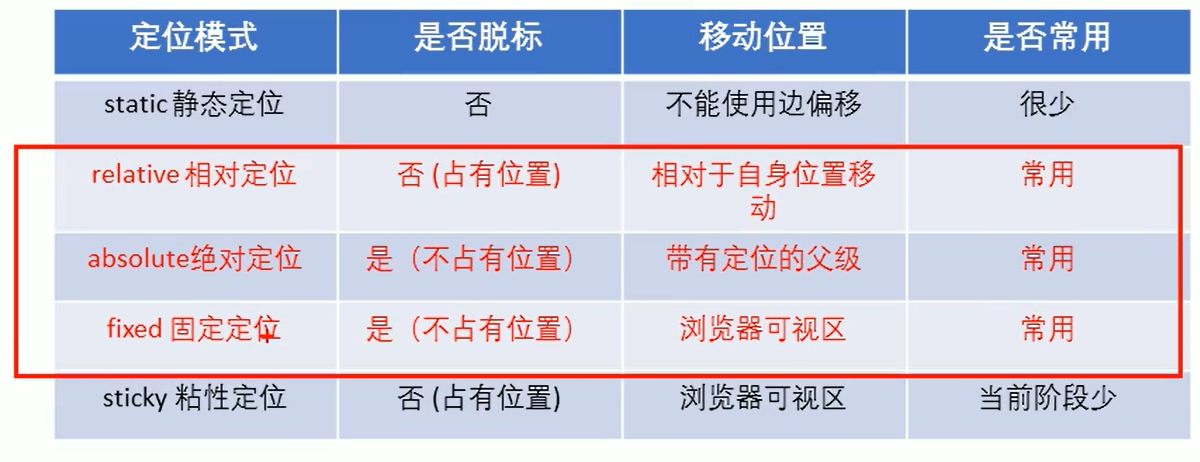 定位模式 是否脱标 移动位置 是否常用
static 静态定位 否 不能使用边偏移 很少
relative 相对定位 否 (占有位置) 相对于自身位置移
动 常用
absolute绝对定位 是（不占有位置） 带有定位的父级 常用
fixed 固定定位 是（不占有位置） 浏览器可视区 常用
sticky 粘性定位 否 (占有位置) 浏览器可视区 当前阶段少